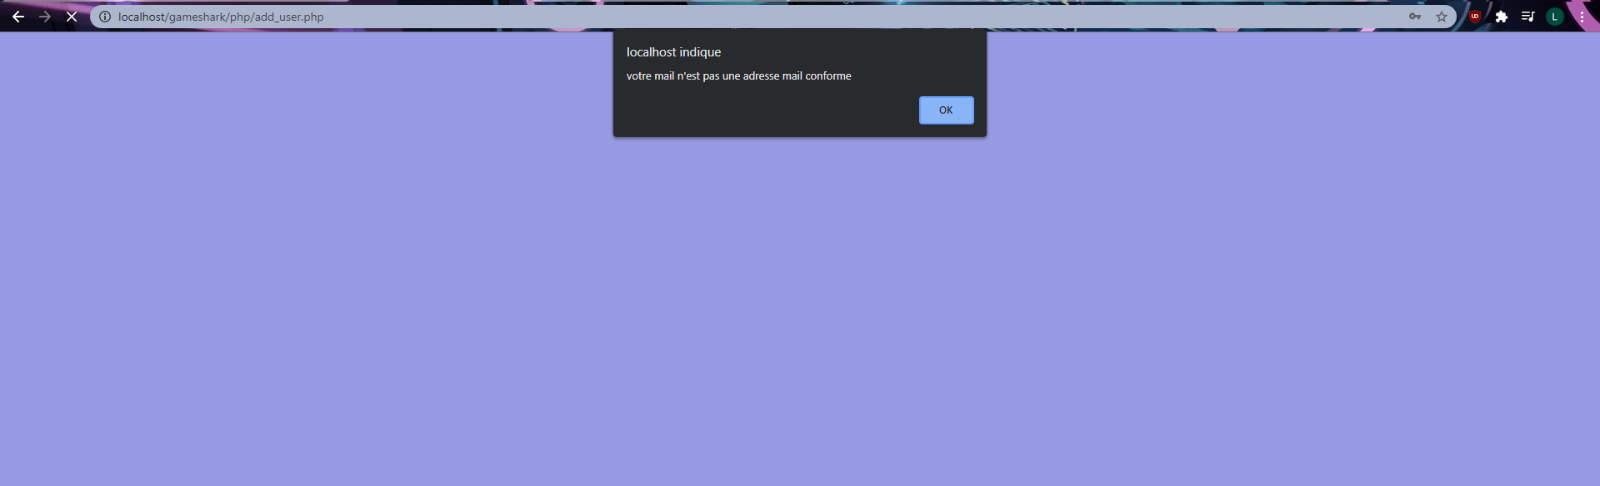 localhost/gameshark/php/add_user.php
L
localhost indique
votre mail n'est pas une adresse mail conforme
OK